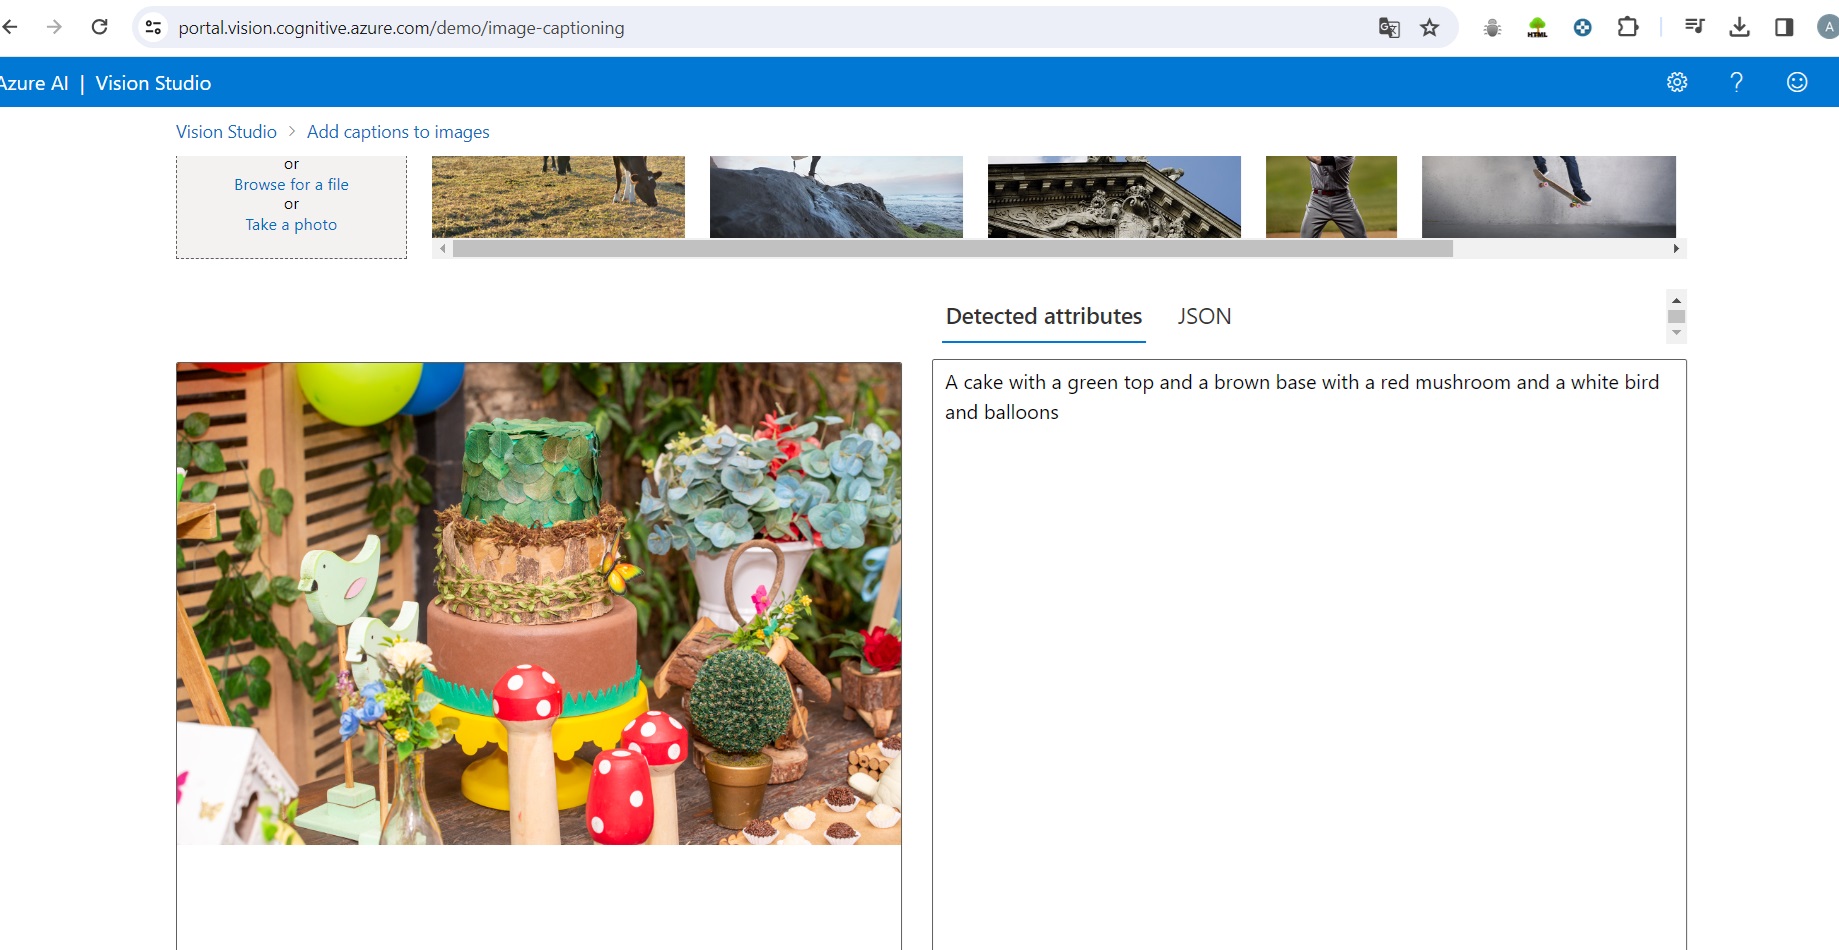 portal.vision.cognitive.azure.com/demo/image-captioning
HTML
A
Azure AI | Vision Studio
Vision Studio > Add captions to images
or
Browse for a file
or
Take a photo
Detected attributes JSON
A cake with a green top and a brown base with a red mushroom and a white bird
and balloons